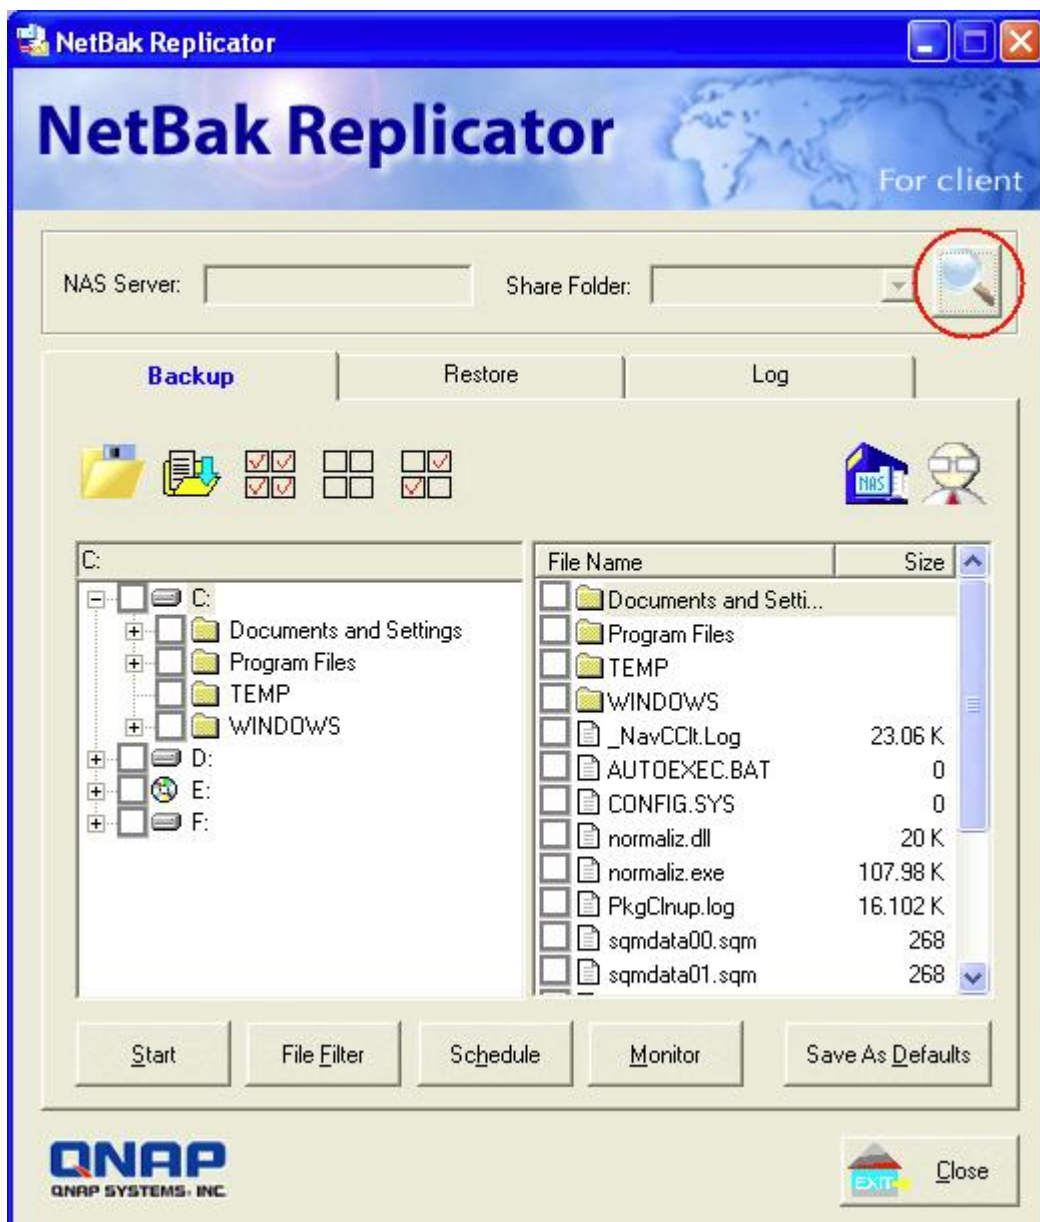 NetBak Replicator
NetBak Replicator
For client
NAS Server:
Share Folder:
Backup
Restore
Log
NAS
C:
C:
Documents and Settings
Program Files
TEMP
WINDOWS
D:
E:
F:
File Name Size
Documents and Setti...
Program Files
TEMP
WINDOWS
_NavCClt.Log 23.06 K
AUTOEXEC.BAT 0
CONFIG.SYS 0
normaliz.dll 20 K
normaliz.exe 107.98 K
PkgClnup.log 16.102 K
sqmdata00.sqm 268
sqmdata01.sqm 268
Start
File Filter
Schedule
Monitor
Save As Defaults
QNAP
QNAP SYSTEMS, INC
EXIT
Close